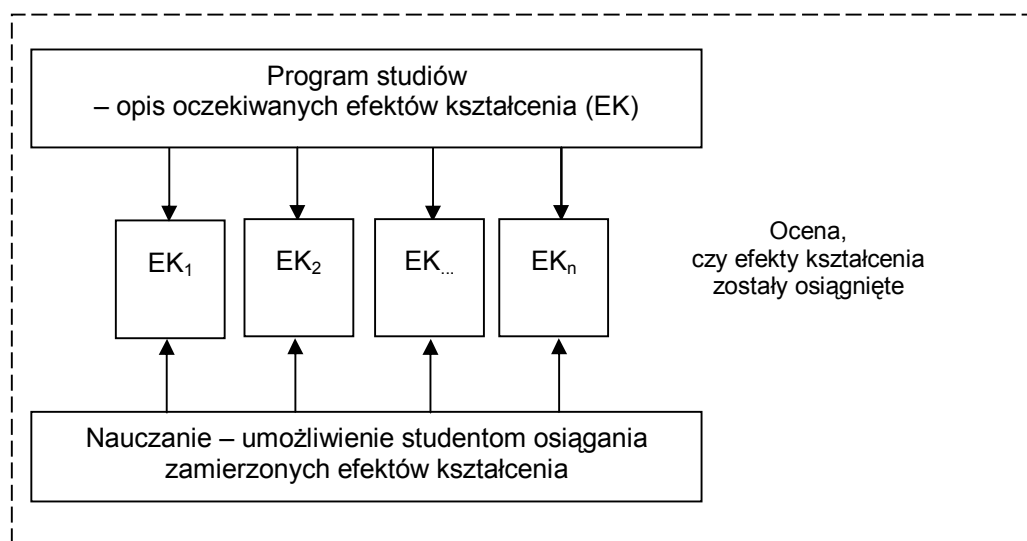 Program studiów
– opis oczekiwanych efektów kształcenia (EK)
EK₁
EK₂
EK...
EKₙ
Ocena,
czy efekty kształcenia
zostały osiągnięte
Nauczanie – umożliwienie studentom osiągania
zamierzonych efektów kształcenia